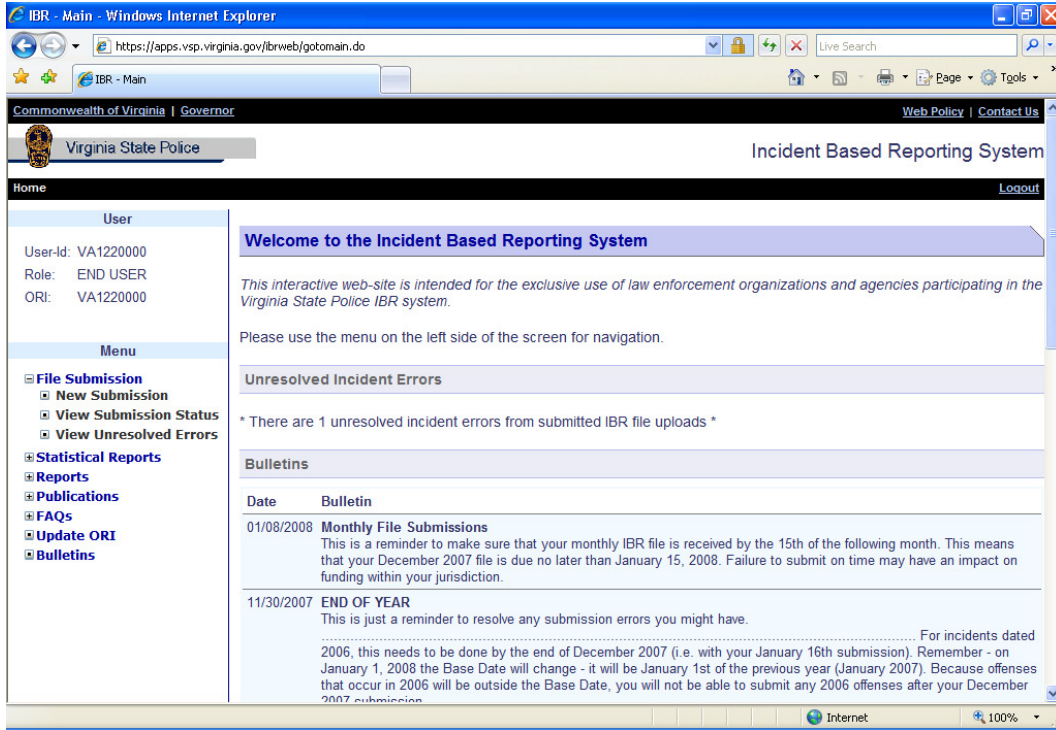 IBR - Main - Windows Internet Explorer
https://apps.vsp.virginia.gov/ibrweb/gotomain.do
Live Search
IBR - Main
Page
Tools
Commonwealth of Virginia | Governor
Web Policy | Contact Us
Virginia State Police
Incident Based Reporting System
Home
Logout
User
User-Id: VA1220000
Role: END USER
ORI: VA1220000
Menu
File Submission
New Submission
View Submission Status
View Unresolved Errors
Statistical Reports
Reports
Publications
FAQs
Update ORI
Bulletins
Welcome to the Incident Based Reporting System
This interactive web-site is intended for the exclusive use of law enforcement organizations and agencies participating in the
Virginia State Police IBR system.
Please use the menu on the left side of the screen for navigation.
Unresolved Incident Errors
* There are 1 unresolved incident errors from submitted IBR file uploads *
Bulletins
Date Bulletin
01/08/2008 Monthly File Submissions
This is a reminder to make sure that your monthly IBR file is received by the 15th of the following month. This means
that your December 2007 file is due no later than January 15, 2008. Failure to submit on time may have an impact on
funding within your jurisdiction.
11/30/2007 END OF YEAR
This is just a reminder to resolve any submission errors you might have.
For incidents dated
2006, this needs to be done by the end of December 2007 (i.e. with your January 16th submission). Remember - on
January 1, 2008 the Base Date will change - it will be January 1st of the previous year (January 2007). Because offenses
that occur in 2006 will be outside the Base Date, you will not be able to submit any 2006 offenses after your December
2007 submission
Internet
100%